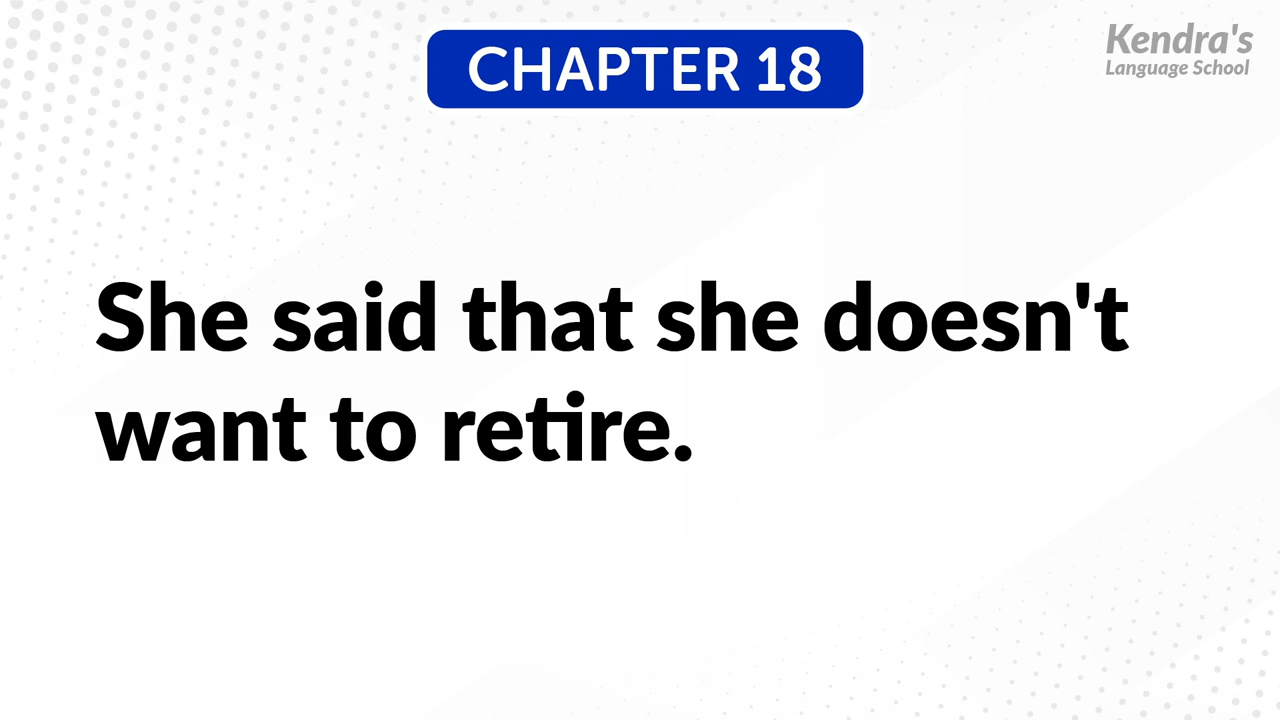 CHAPTER 18
Kendra's
Language School
She said that she doesn't
want to retire.